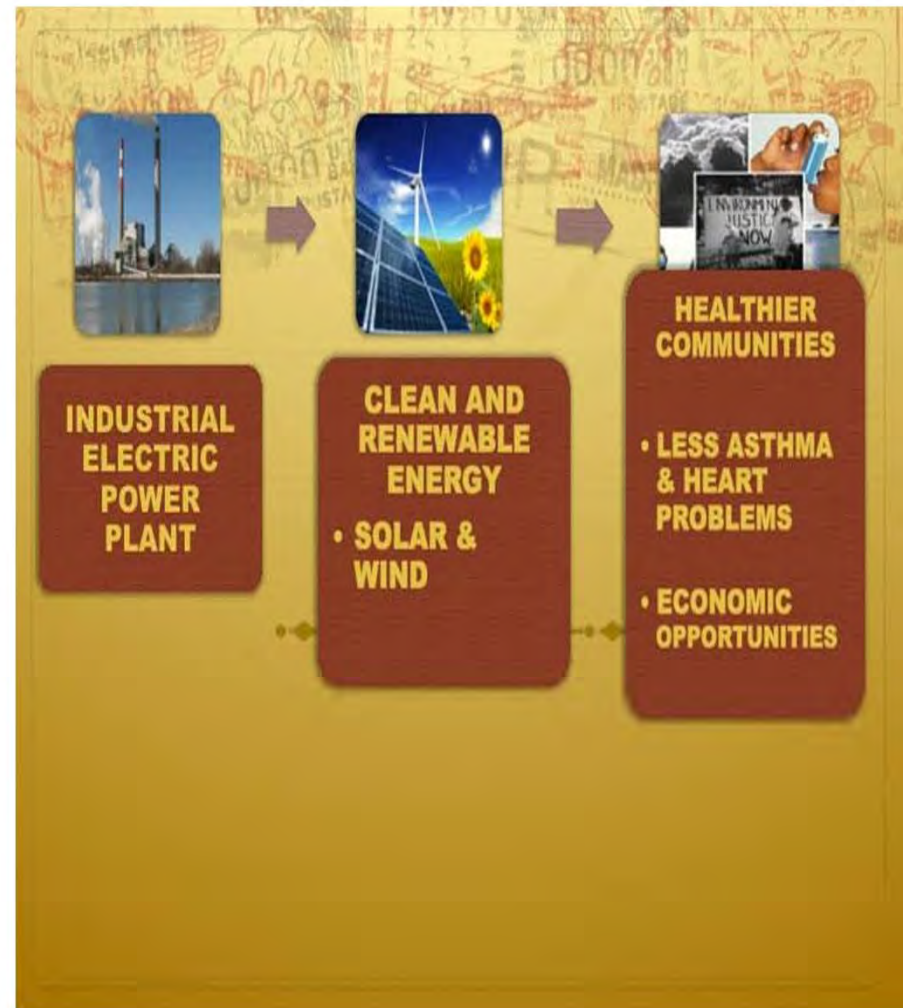 ENVIRONMENTAL
JUSTICE
NOW
INDUSTRIAL
ELECTRIC
POWER
PLANT
CLEAN AND
RENEWABLE
ENERGY
• SOLAR &
WIND
HEALTHIER
COMMUNITIES
• LESS ASTHMA
& HEART
PROBLEMS
• ECONOMIC
OPPORTUNITIES